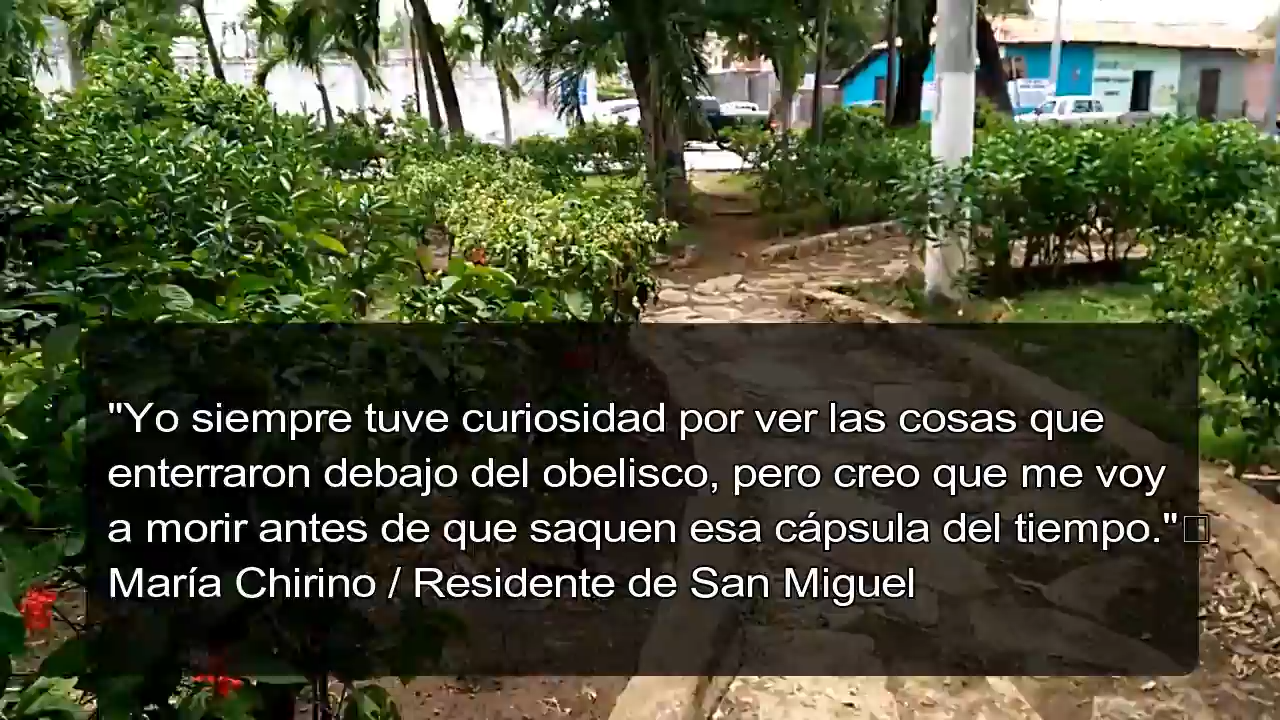 "Yo siempre tuve curiosidad por ver las cosas que
enterraron debajo del obelisco, pero creo que me voy
a morir antes de que saquen esa cápsula del tiempo."
María Chirino / Residente de San Miguel